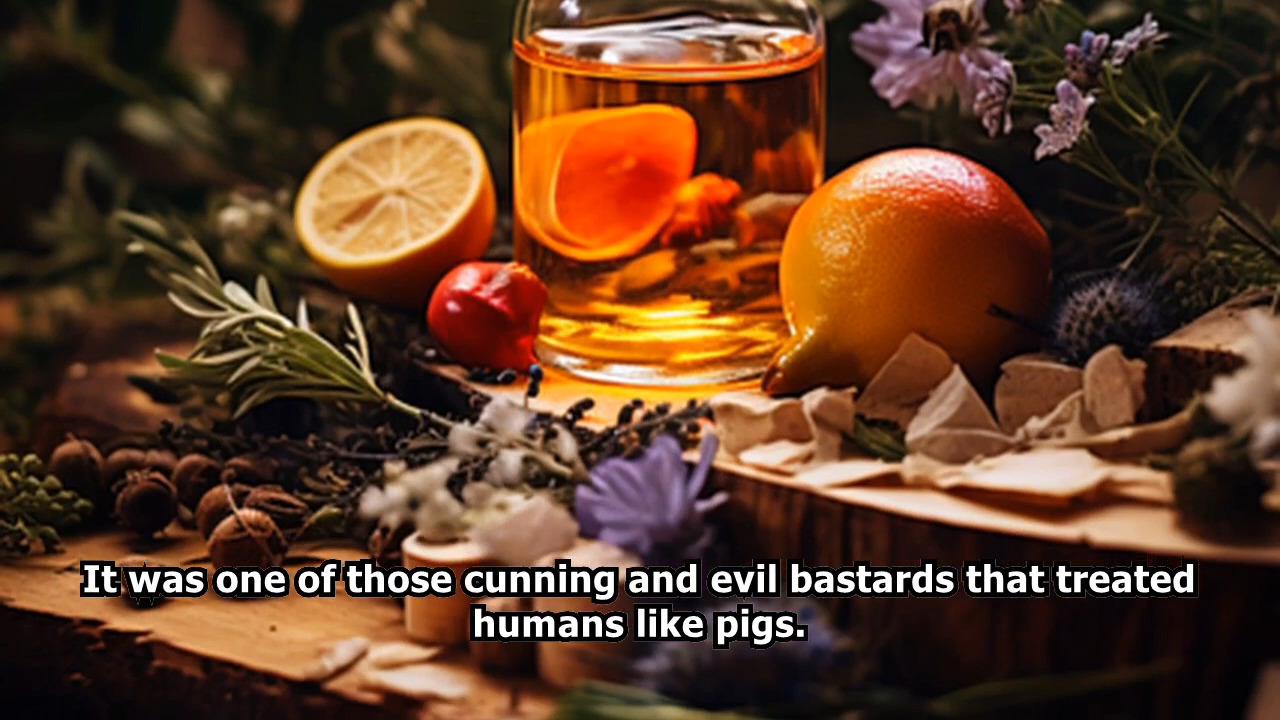 It was one of those cunning and evil bastards that treated
humans like pigs.